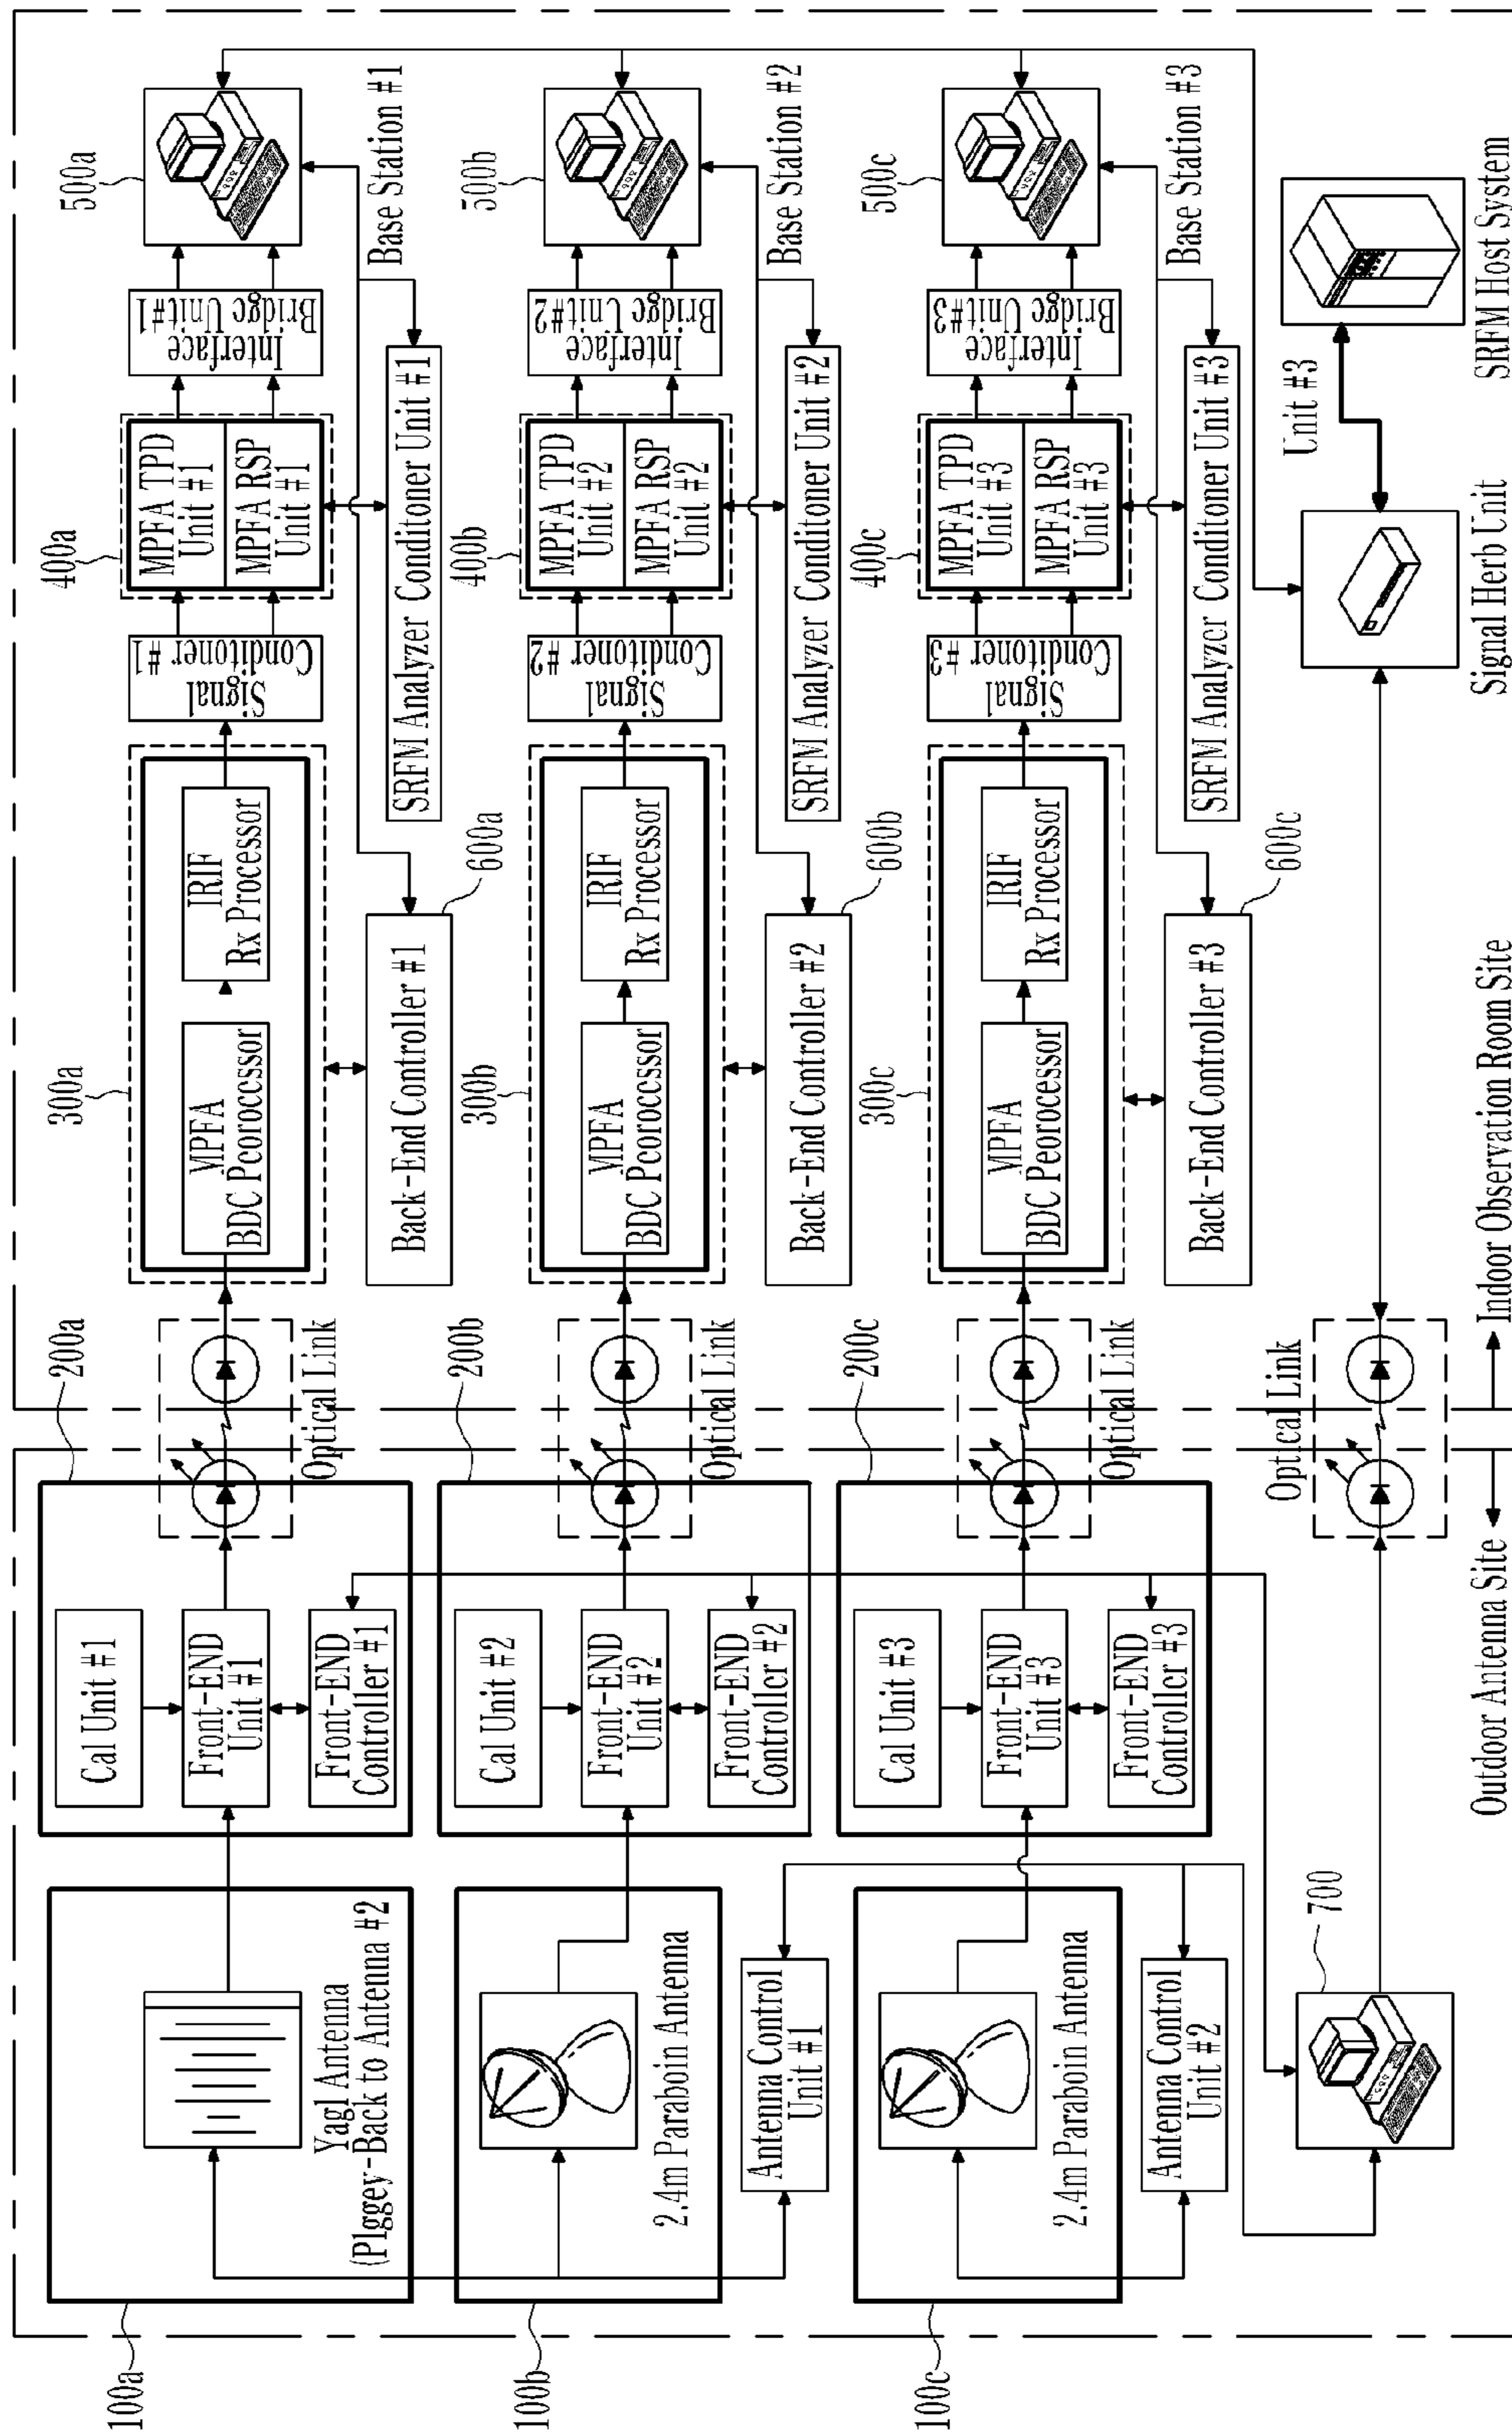 100a
Yag1 Antenna
(Plggey-Back to Antenna #2
200a
Cal Unit #1
Front-END
Unit #1
Front-END
Controller #1
Optical Link
300a
MPFA
BDC Peorocessor
IRIF
Rx Processor
Back-End Controller #1
600a
Signal
Conditoner #1
400a
MPFA TPD
Unit #1
MPFA RSP
Unit #1
SRFM Analyzer Conditoner Unit #1
Interface
Bridge Unit#1
500a
Base Station #1
100b
2.4m Paraboin Antenna
Antenna Control
Unit #1
200b
Cal Unit #2
Front-END
Unit #2
Front-END
Controller #2
Optical Link
300b
MPFA
BDC Peorocessor
IRIF
Rx Processor
Back-End Controller #2
600b
Signal
Conditoner #2
400b
MPFA TPD
Unit #2
MPFA RSP
Unit #2
SRFM Analyzer Conditoner Unit #2
Interface
Bridge Unit#2
500b
Base Station #2
100c
2.4m Paraboin Antenna
Antenna Control
Unit #2
200c
Cal Unit #3
Front-END
Unit #3
Front-END
Controller #3
Optical Link
300c
MPFA
BDC Peorocessor
IRIF
Rx Processor
Back-End Controller #3
600c
Signal
Conditoner #3
400c
MPFA TPD
Unit #3
MPFA RSP
Unit #3
SRFM Analyzer Conditoner Unit #3
Interface
Bridge Unit#3
500c
Base Station #3
700
Optical Link
Unit #3
Signal Herb Unit
SRFM Host System
Outdoor Antenna Site
Indoor Observation Room Site